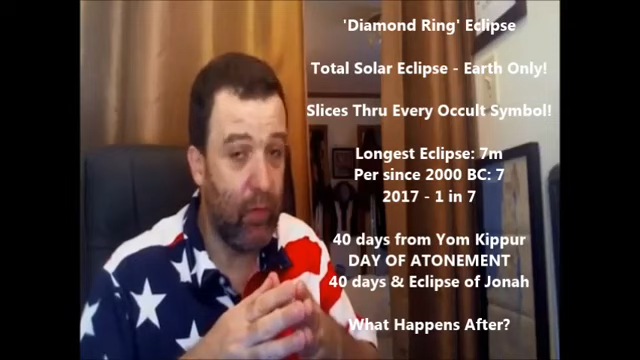 'Diamond Ring' Eclipse
Total Solar Eclipse - Earth Only!
Slices Thru Every Occult Symbol!
Longest Eclipse: 7m
Per since 2000 BC: 7
2017 - 1 in 7
40 days from Yom Kippur
DAY OF ATONEMENT
40 days & Eclipse of Jonah
What Happens After?